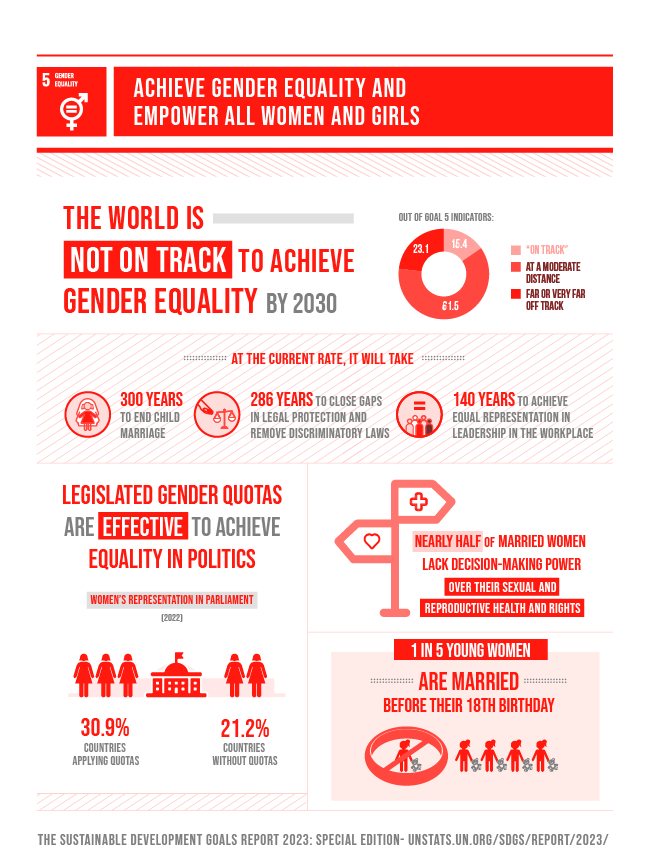 5 GENDER
EQUALITY
ACHIEVE GENDER EQUALITY AND
EMPOWER ALL WOMEN AND GIRLS
THE WORLD IS
NOT ON TRACK TO ACHIEVE
GENDER EQUALITY BY 2030
OUT OF GOAL 5 INDICATORS:
23.1
15.4
61.5
"ON TRACK"
AT A MODERATE
DISTANCE
FAR OR VERY FAR
OFF TRACK
AT THE CURRENT RATE, IT WILL TAKE
300 YEARS
TO END CHILD
MARRIAGE
286 YEARS TO CLOSE GAPS
IN LEGAL PROTECTION AND
REMOVE DISCRIMINATORY LAWS
140 YEARS TO ACHIEVE
EQUAL REPRESENTATION IN
LEADERSHIP IN THE WORKPLACE
LEGISLATED GENDER QUOTAS
ARE EFFECTIVE TO ACHIEVE
EQUALITY IN POLITICS
WOMEN'S REPRESENTATION IN PARLIAMENT
(2022)
30.9%
COUNTRIES
APPLYING QUOTAS
21.2%
COUNTRIES
WITHOUT QUOTAS
NEARLY HALF OF MARRIED WOMEN
LACK DECISION-MAKING POWER
OVER THEIR SEXUAL AND
REPRODUCTIVE HEALTH AND RIGHTS
1 IN 5 YOUNG WOMEN
ARE MARRIED
BEFORE THEIR 18TH BIRTHDAY
THE SUSTAINABLE DEVELOPMENT GOALS REPORT 2023: SPECIAL EDITION- UNSTATS.UN.ORG/SDGS/REPORT/2023/